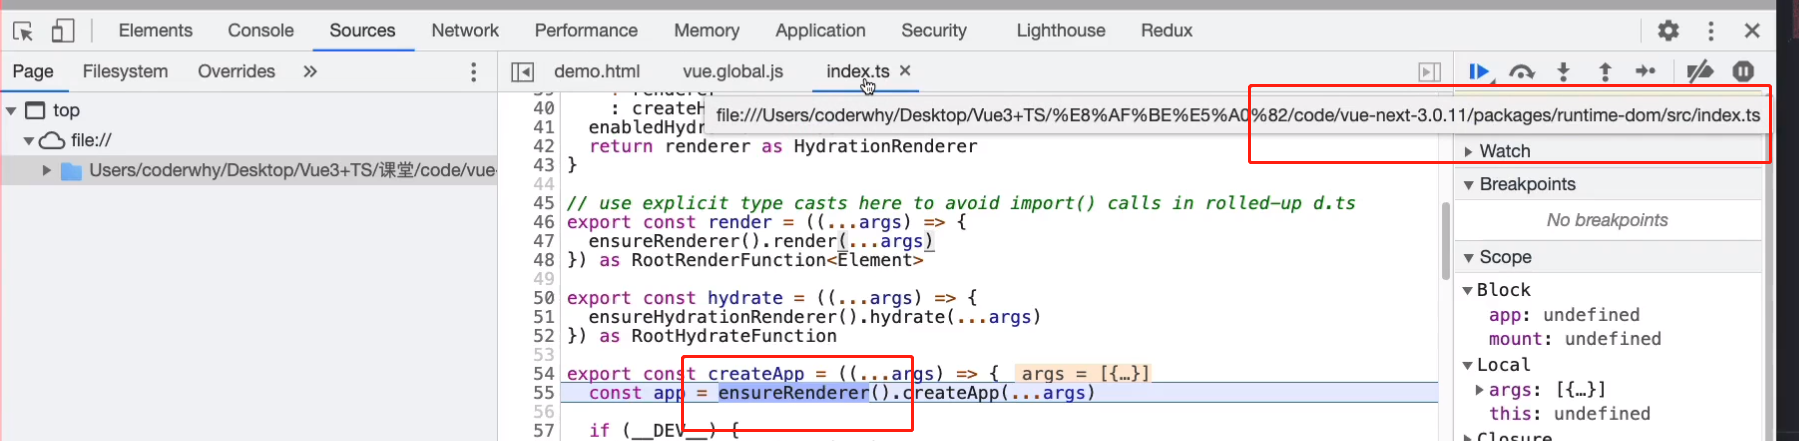 Elements Console Sources Network Performance Memory Application Security Lighthouse Redux
Page Filesystem Overrides »
demo.html vue.global.js index.ts ×
top
file://
Users/coderwhy/Desktop/Vue3+TS/课堂/code/vue-
40 : createH
file:///Users/coderwhy/Desktop/Vue3+TS/%E8%AF%BE%E5%A0%82/code/vue-next-3.0.11/packages/runtime-dom/src/index.ts
41 enabledHydr
42 return renderer as HydrationRenderer
43 }
44
45 // use explicit type casts here to avoid import() calls in rolled-up d.ts
46 export const render = ((...args) => {
47 ensureRenderer().render(...args)
48 }) as RootRenderFunction<Element>
49
50 export const hydrate = ((...args) => {
51 ensureHydrationRenderer().hydrate(...args)
52 }) as RootHydrateFunction
53
54 export const createApp = ((...args) => { args = [{…}]
55 const app = ensureRenderer().createApp(...args)
56
57 if (__DEV__) {
Watch
Breakpoints
No breakpoints
Scope
Block
app: undefined
mount: undefined
Local
args: [{…}]
this: undefined
Closure